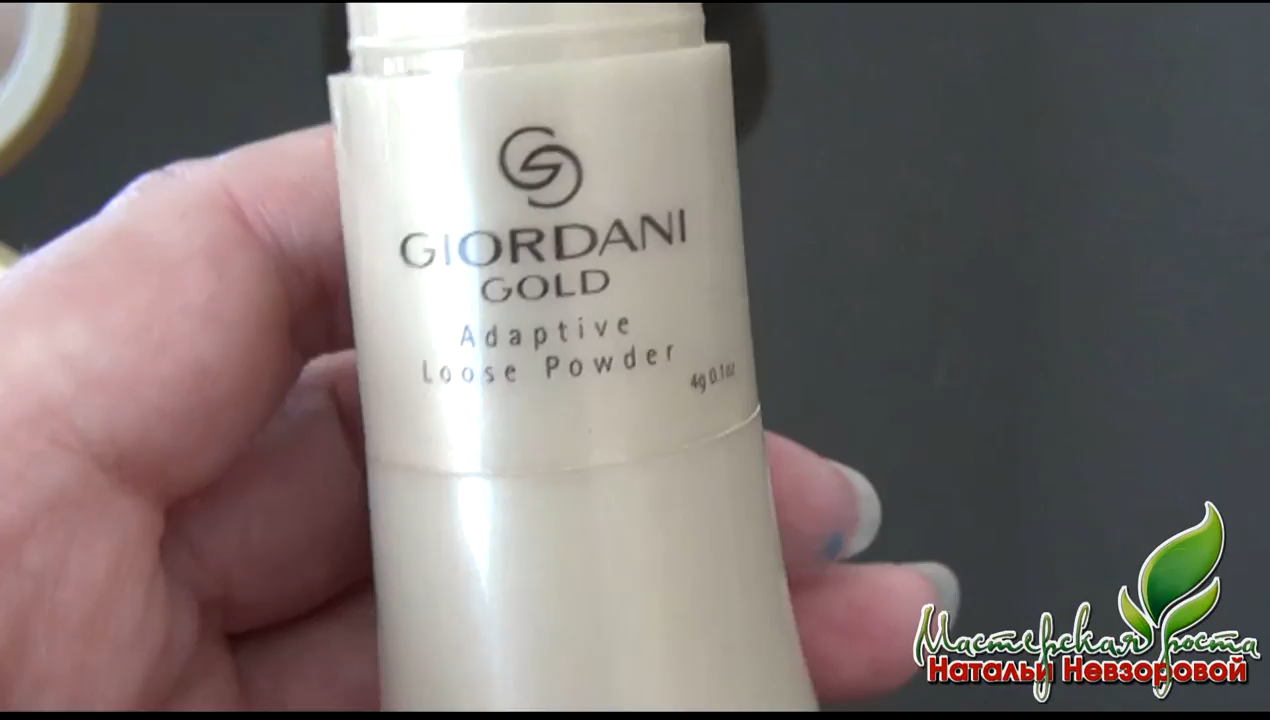 GIORDANI
GOLD
Adaptive
Loose Powder
4g 0.1oz
Мастерская роста
Натальи Невзоровой